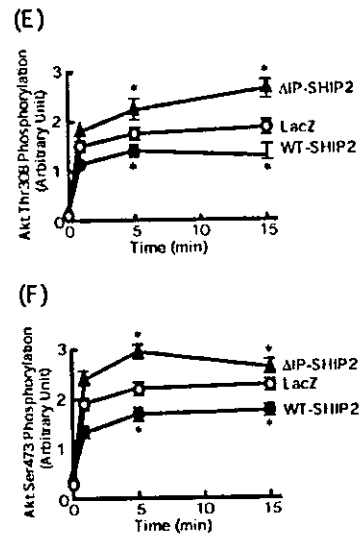 (E)
Akt Thr308 Phosphorylation
(Arbitrary Unit)
3
2
1
0
*
*
*
*
ΔIP-SHIP2
LacZ
WT-SHIP2
0
5
10
15
Time (min)
(F)
Akt Ser473 Phosphorylation
(Arbitrary Unit)
3
2
1
0
*
*
*
*
ΔIP-SHIP2
LacZ
WT-SHIP2
0
5
10
15
Time (min)